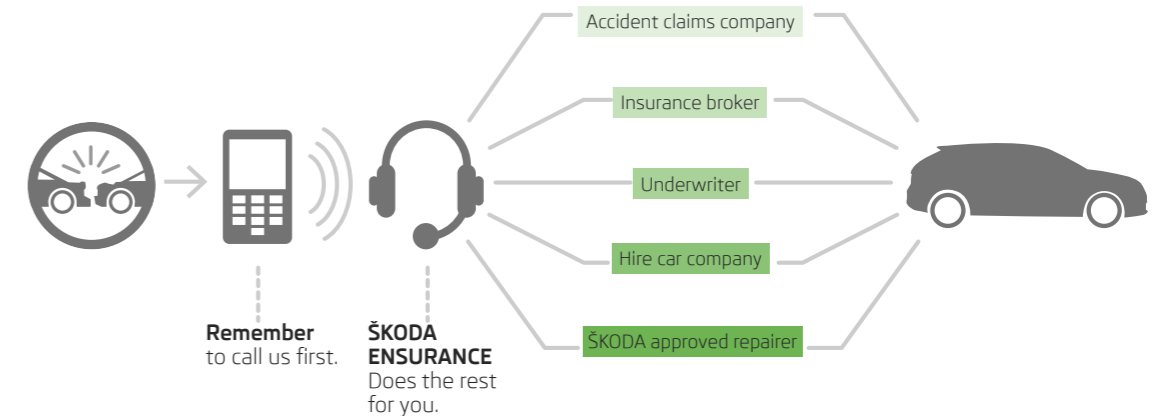 Accident claims company
Insurance broker
Underwriter
Hire car company
ŠKODA approved repairer
Remember
to call us first.
ŠKODA
ENSURANCE
Does the rest
for you.